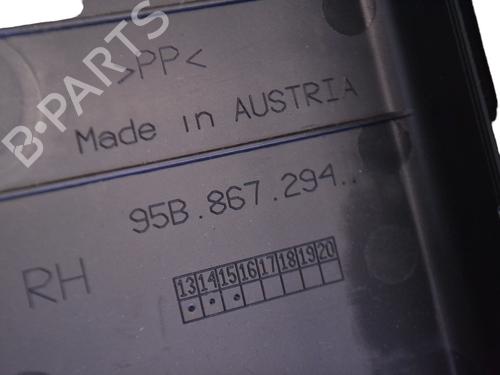 B·PARTS
>PP<
Made in AUSTRIA
95B.867.294..
RH
13 14 15 16 17 18 19 20